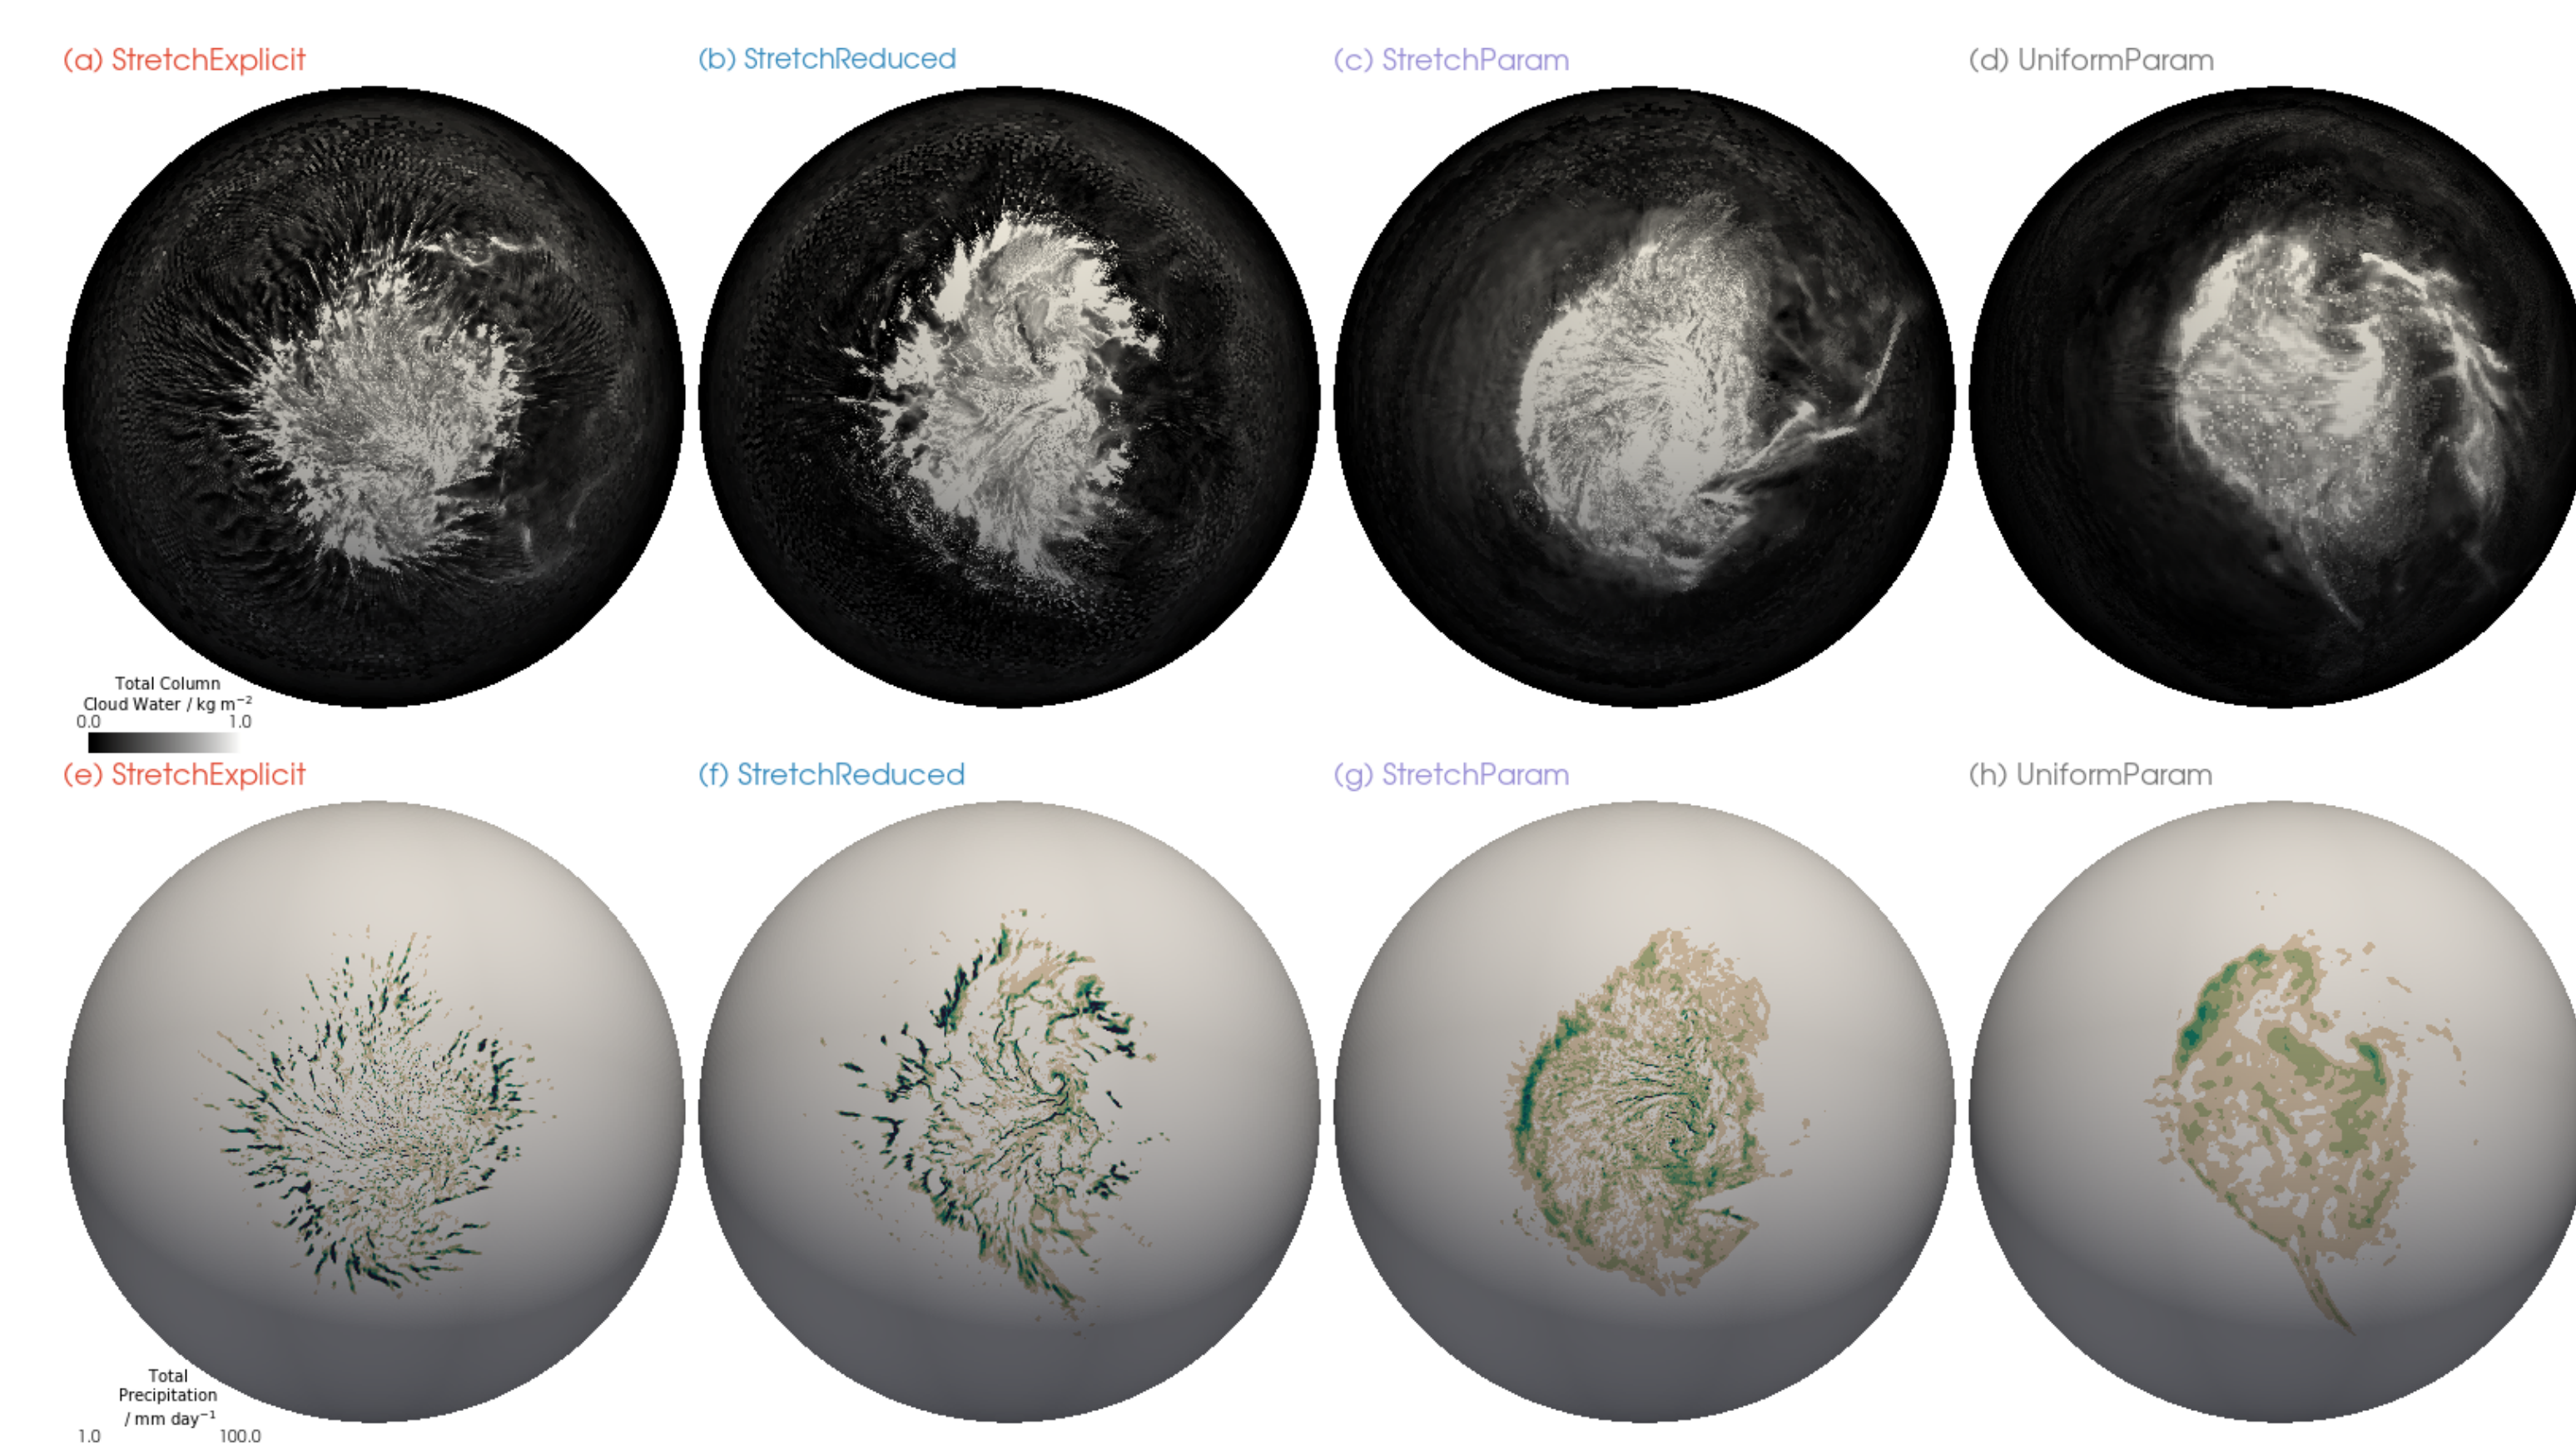 (a) StretchExplicit
(b) StretchReduced
(c) StretchParam
(d) UniformParam
Total Column
Cloud Water / kg m⁻²
0.0 1.0
(e) StretchExplicit
(f) StretchReduced
(g) StretchParam
(h) UniformParam
Total
Precipitation
/ mm day⁻¹
1.0 100.0